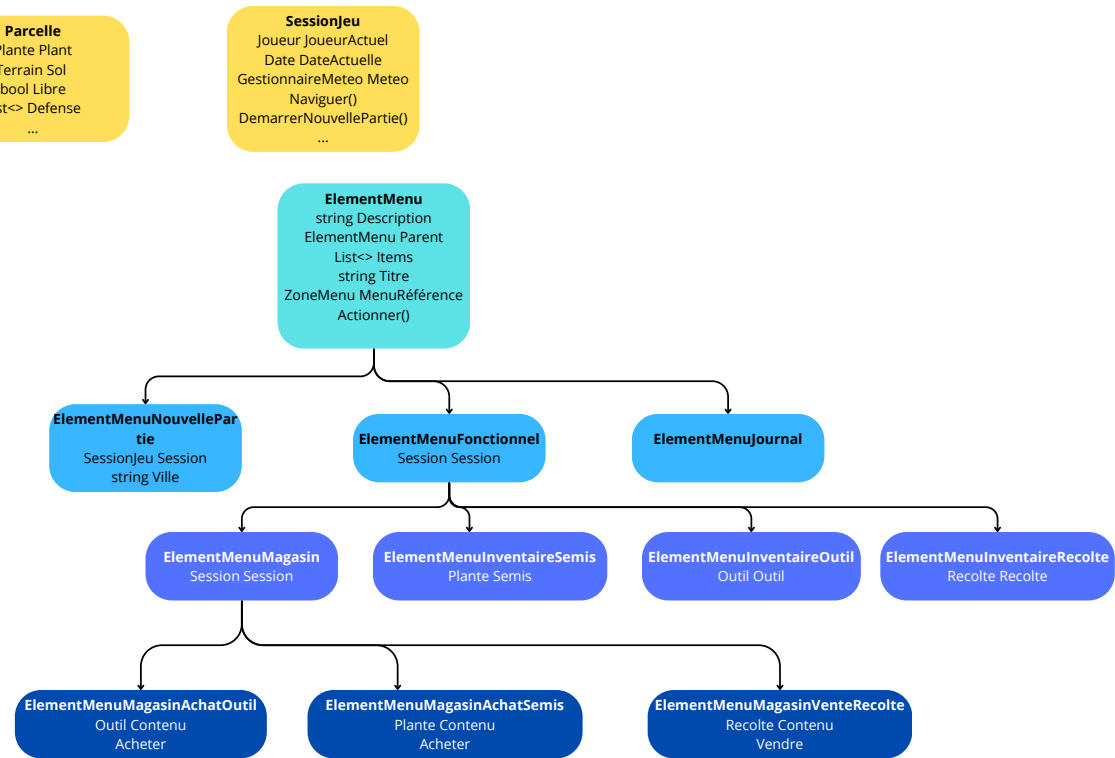 Parcelle
Plante Plant
Terrain Sol
bool Libre
st<> Defense
...
SessionJeu
Joueur JoueurActuel
Date DateActuelle
GestionnaireMeteo Meteo
Naviguer()
DemarrerNouvellePartie()
...
ElementMenu
string Description
ElementMenu Parent
List<> Items
string Titre
ZoneMenu MenuRéférence
Actionner()
ElementMenuNouvellePar
tie
SessionJeu Session
string Ville
ElementMenuFonctionnel
Session Session
ElementMenuJournal
ElementMenuMagasin
Session Session
ElementMenuInventaireSemis
Plante Semis
ElementMenuInventaireOutil
Outil Outil
ElementMenuInventaireRecolte
Recolte Recolte
ElementMenuMagasinAchatOutil
Outil Contenu
Acheter
ElementMenuMagasinAchatSemis
Plante Contenu
Acheter
ElementMenuMagasinVenteRecolte
Recolte Contenu
Vendre